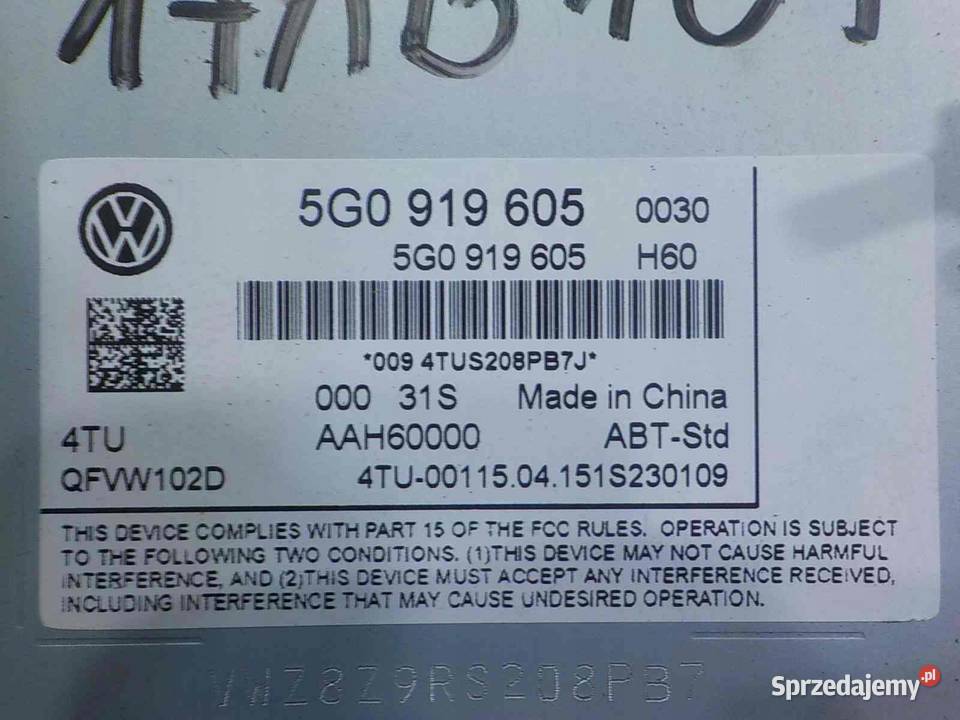 5G0 919 605 0030
5G0 919 605 H60
*009 4TUS208PB7J*
000 31S Made in China
4TU AAH60000 ABT-Std
QFVW102D 4TU-00115.04.151S230109
THIS DEVICE COMPLIES WITH PART 15 OF THE FCC RULES. OPERATION IS SUBJECT
TO THE FOLLOWING TWO CONDITIONS. (1)THIS DEVICE MAY NOT CAUSE HARMFUL
INTERFERENCE, AND (2)THIS DEVICE MUST ACCEPT ANY INTERFERENCE RECEIVED,
INCLUDING INTERFERENCE THAT MAY CAUSE UNDESIRED OPERATION.
VWZ8Z9RS208PB7
Sprzedajemy.pl